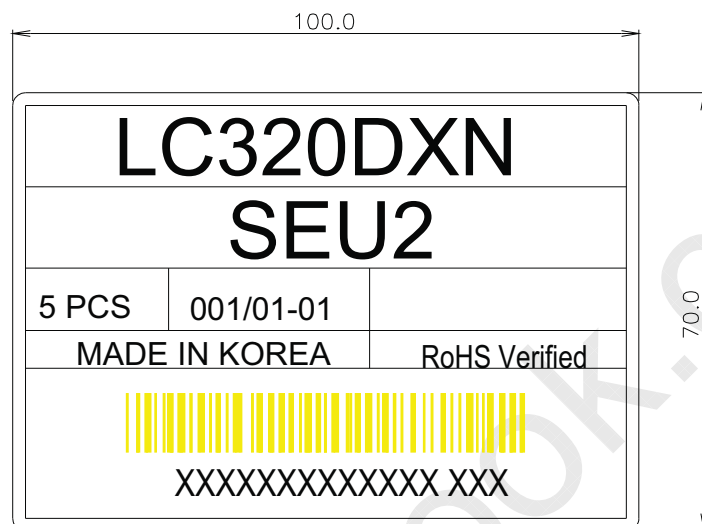 100.0
LC320DXN
SEU2
70.0
5 PCS 001/01-01
MADE IN KOREA RoHS Verified
XXXXXXXXXXXXX XXX